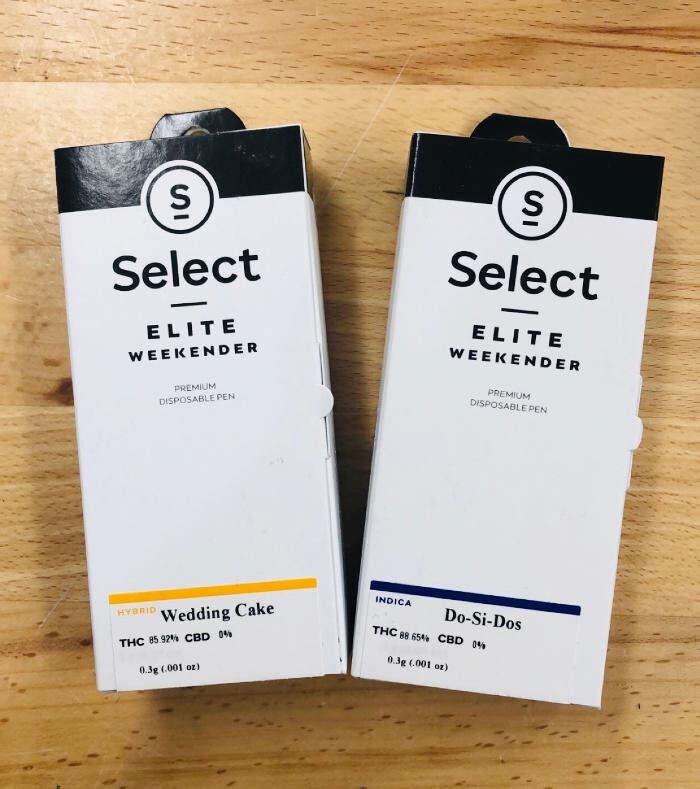 S
Select
ELITE
WEEKENDER
PREMIUM
DISPOSABLE PEN
HYBRID Wedding Cake
THC 85.92% CBD 0%
0.3g (.001 oz)
S
Select
ELITE
WEEKENDER
PREMIUM
DISPOSABLE PEN
INDICA Do-Si-Dos
THC 88.65% CBD 0%
0.3g (.001 oz)